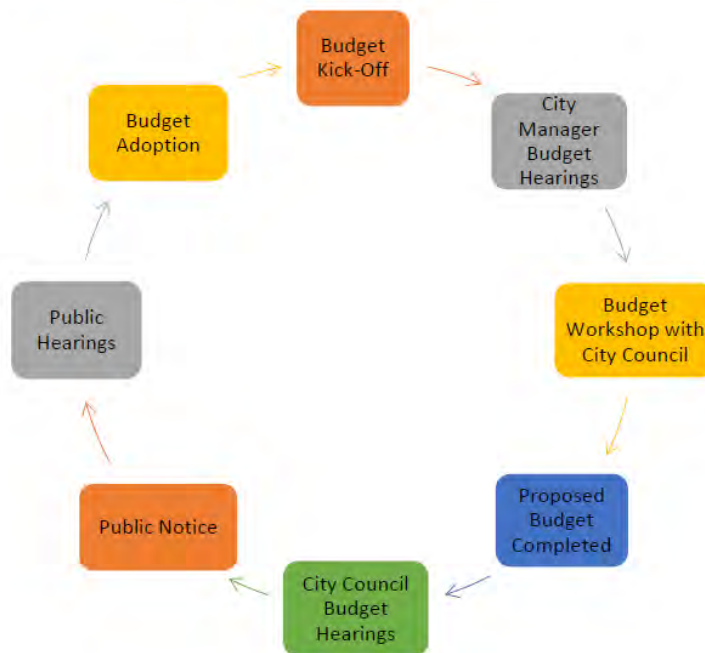 Budget
Kick-Off
City
Manager
Budget
Hearings
Budget
Workshop with
City Council
Proposed
Budget
Completed
City Council
Budget
Hearings
Public Notice
Public
Hearings
Budget
Adoption